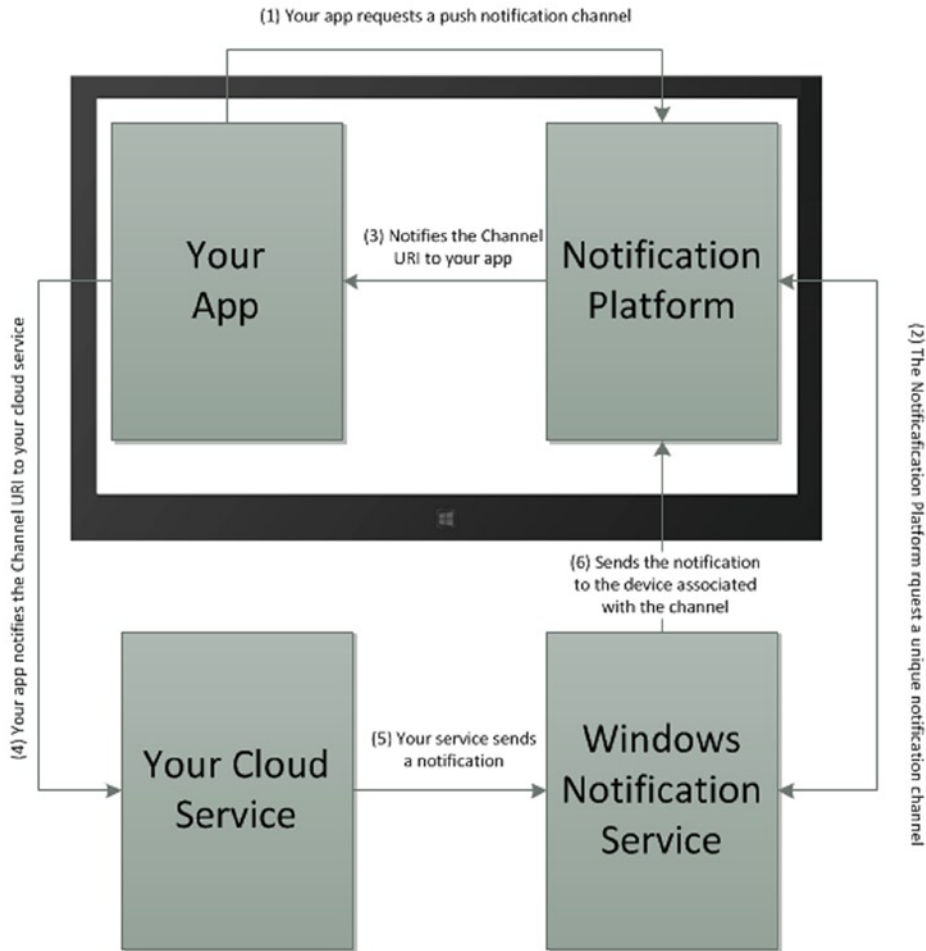 (1) Your app requests a push notification channel
Your
App
(3) Notifies the Channel
URI to your app
Notification
Platform
(2) The Notificafication Platform rquest a unique notification channel
(4) Your app notifies the Channel URI to your cloud service
(6) Sends the notification
to the device associated
with the channel
Your Cloud
Service
(5) Your service sends
a notification
Windows
Notification
Service